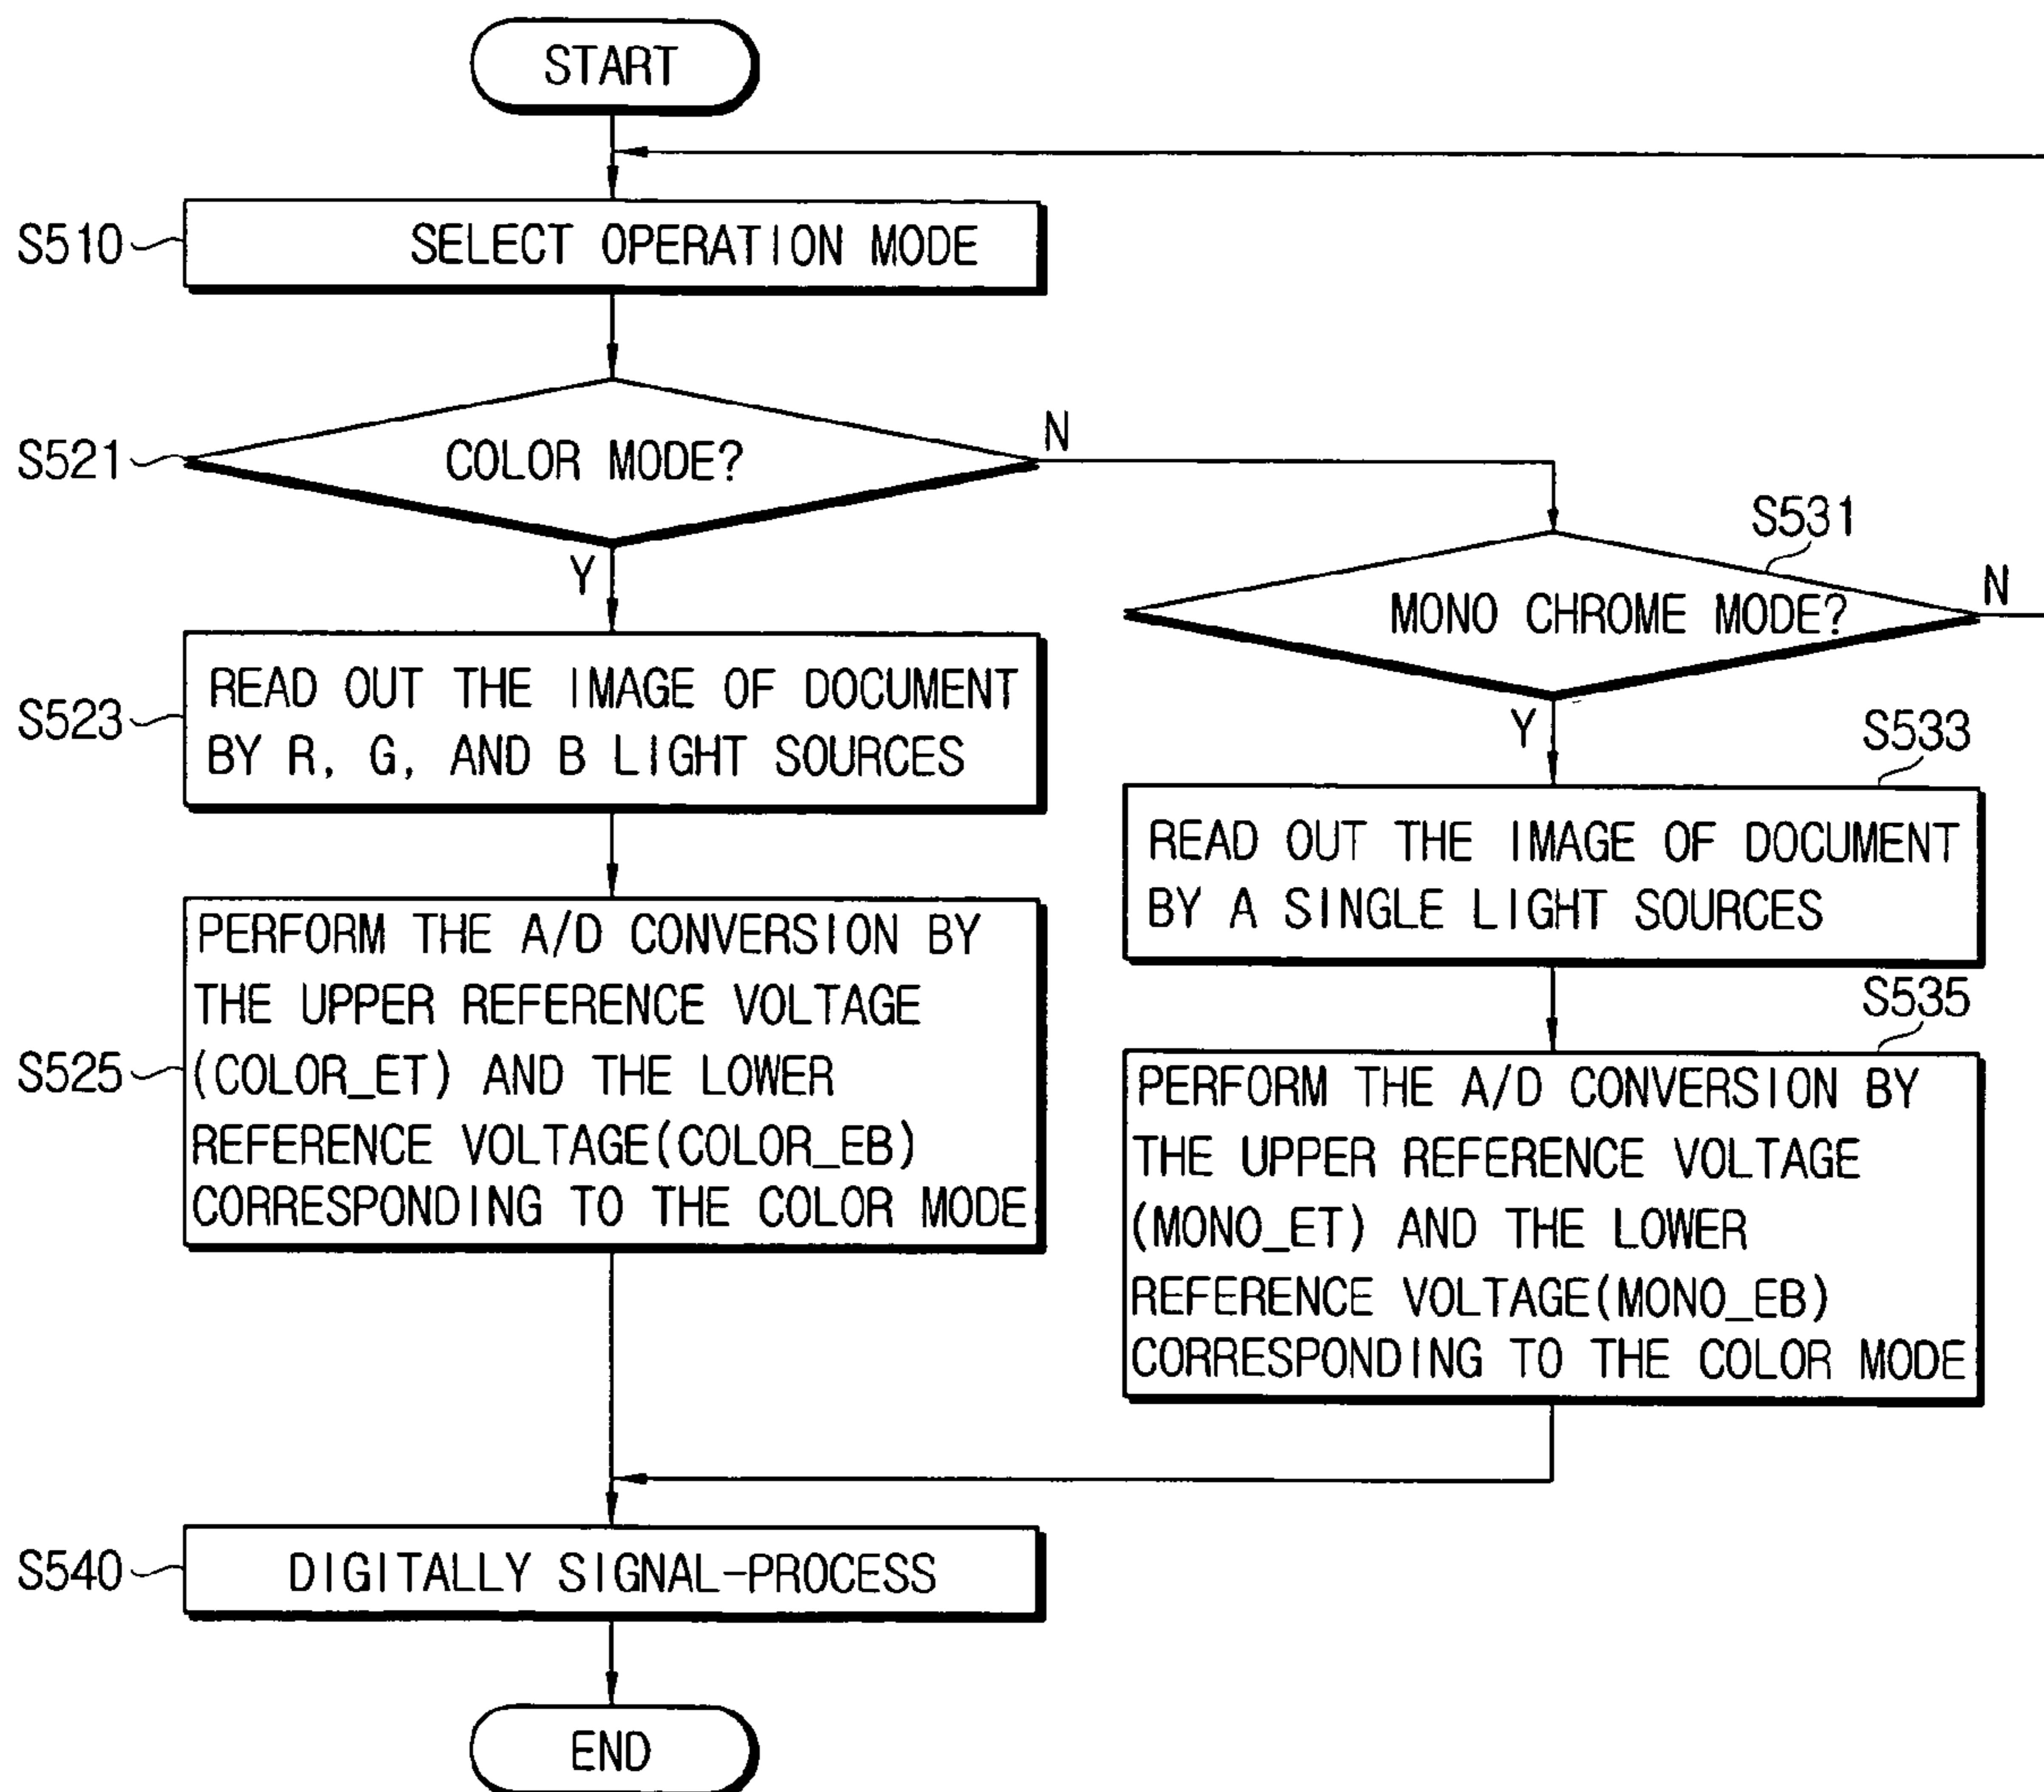 START
S510
SELECT OPERATION MODE
S521
COLOR MODE?
N
Y
S531
MONO CHROME MODE?
N
Y
S523
READ OUT THE IMAGE OF DOCUMENT
BY R, G, AND B LIGHT SOURCES
S533
READ OUT THE IMAGE OF DOCUMENT
BY A SINGLE LIGHT SOURCES
S525
PERFORM THE A/D CONVERSION BY
THE UPPER REFERENCE VOLTAGE
(COLOR_ET) AND THE LOWER
REFERENCE VOLTAGE(COLOR_EB)
CORRESPONDING TO THE COLOR MODE
S535
PERFORM THE A/D CONVERSION BY
THE UPPER REFERENCE VOLTAGE
(MONO_ET) AND THE LOWER
REFERENCE VOLTAGE(MONO_EB)
CORRESPONDING TO THE COLOR MODE
S540
DIGITALLY SIGNAL-PROCESS
END